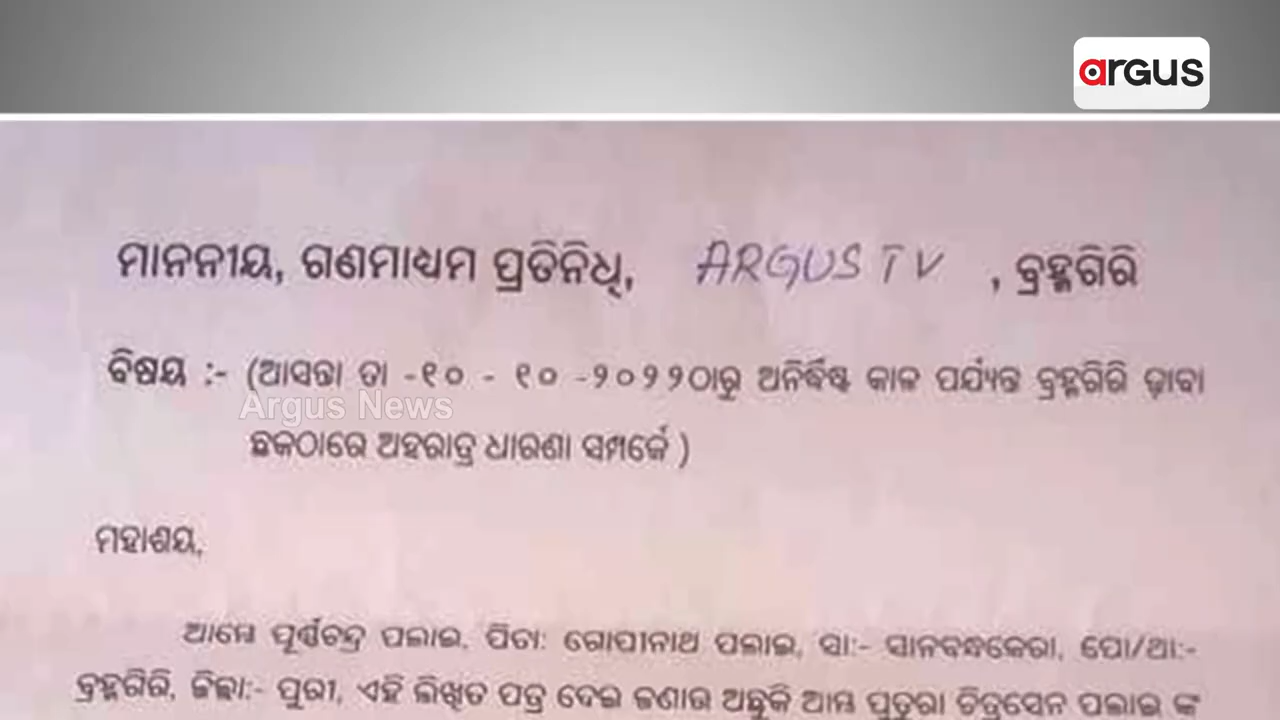 argus
ମାନନୀୟ, ଗଣମାଧ୍ୟମ ପ୍ରତିନିଧି, ARGUS TV , ବ୍ରହ୍ମଗିରି
ବିଷୟ :- (ଆସନ୍ତା ତା -୧୦ - ୧୦ -୨୦୨୨ଠାରୁ ଅନିର୍ଦ୍ଧିଷ୍ଟ କାଳ ପର୍ଯ୍ୟନ୍ତ ବ୍ରହ୍ମଗିରି ଢ଼ାବା
Argus News
ଛକଠାରେ ଅହରାତ୍ର ଧାରଣା ସମ୍ପର୍କେ )
ମହାଶୟ,
ଆମ୍ଭେ ପୂର୍ଣ୍ଣଚନ୍ଦ୍ର ପଲାଇ, ପିତା: ଗୋପୀନାଥ ପଲାଇ, ସା:- ସାନବନ୍ଧକେରା, ପୋ/ଥା:-
ବ୍ରହ୍ମଗିରି, ଜିଲ୍ଲା:- ପୁରୀ, ଏହି ଲିଖିତ ପତ୍ର ଦେଇ ଜଣାଉ ଅଛୁକି ଆମ୍ଭ ପୁତୁରା ଚିତ୍ରସେନ ପଲାଇ ଙ୍କ